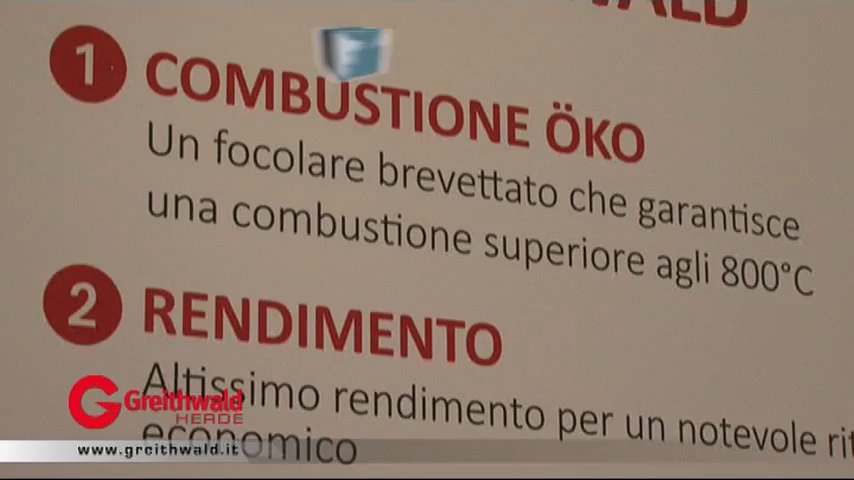 1 COMBUSTIONE ÖKO
Un focolare brevettato che garantisce
una combustione superiore agli 800°C
2 RENDIMENTO
Altissimo rendimento per un notevole
economico
G Greithwald
HERDE
www.greithwald.it